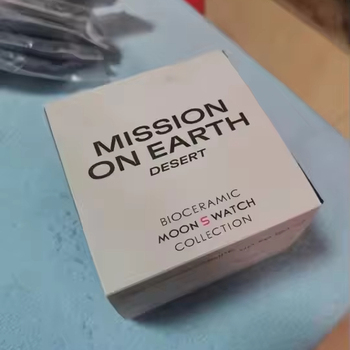 MISSION
ON EARTH
DESERT
BIOCERAMIC
MOONSWATCH
COLLECTION